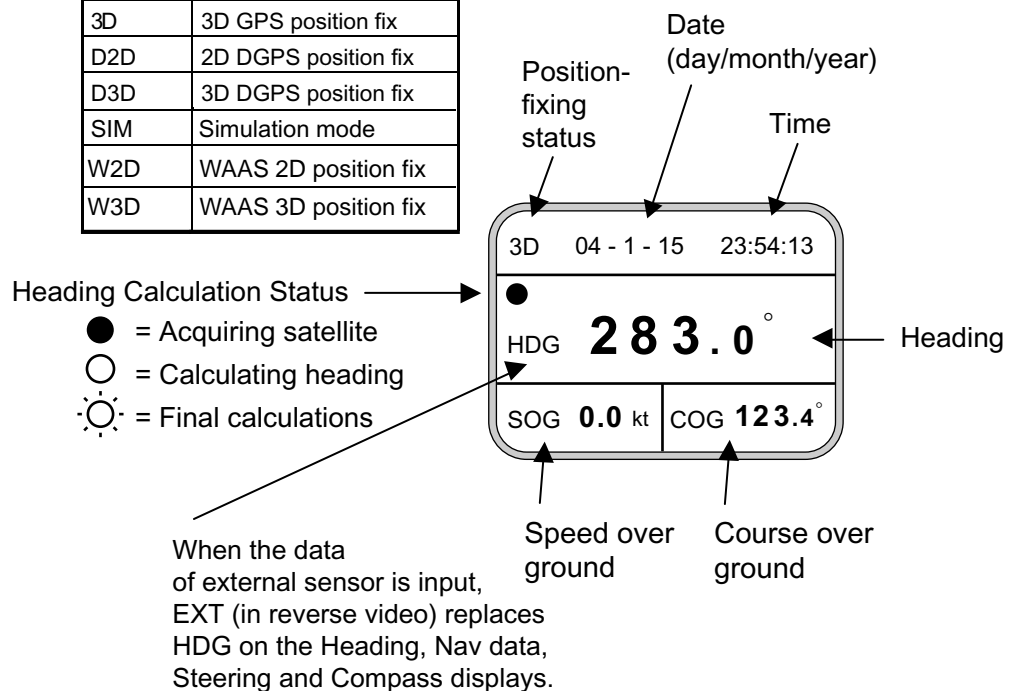 3D 3D GPS position fix
D2D 2D DGPS position fix
D3D 3D DGPS position fix
SIM Simulation mode
W2D WAAS 2D position fix
W3D WAAS 3D position fix
Position-
fixing
status
Date
(day/month/year)
Time
3D 04 - 1 - 15 23:54:13
Heading Calculation Status
= Acquiring satellite
= Calculating heading
= Final calculations
HDG 283.0°
Heading
SOG 0.0 kt COG 123.4°
Speed over
ground
Course over
ground
When the data
of external sensor is input,
EXT (in reverse video) replaces
HDG on the Heading, Nav data,
Steering and Compass displays.